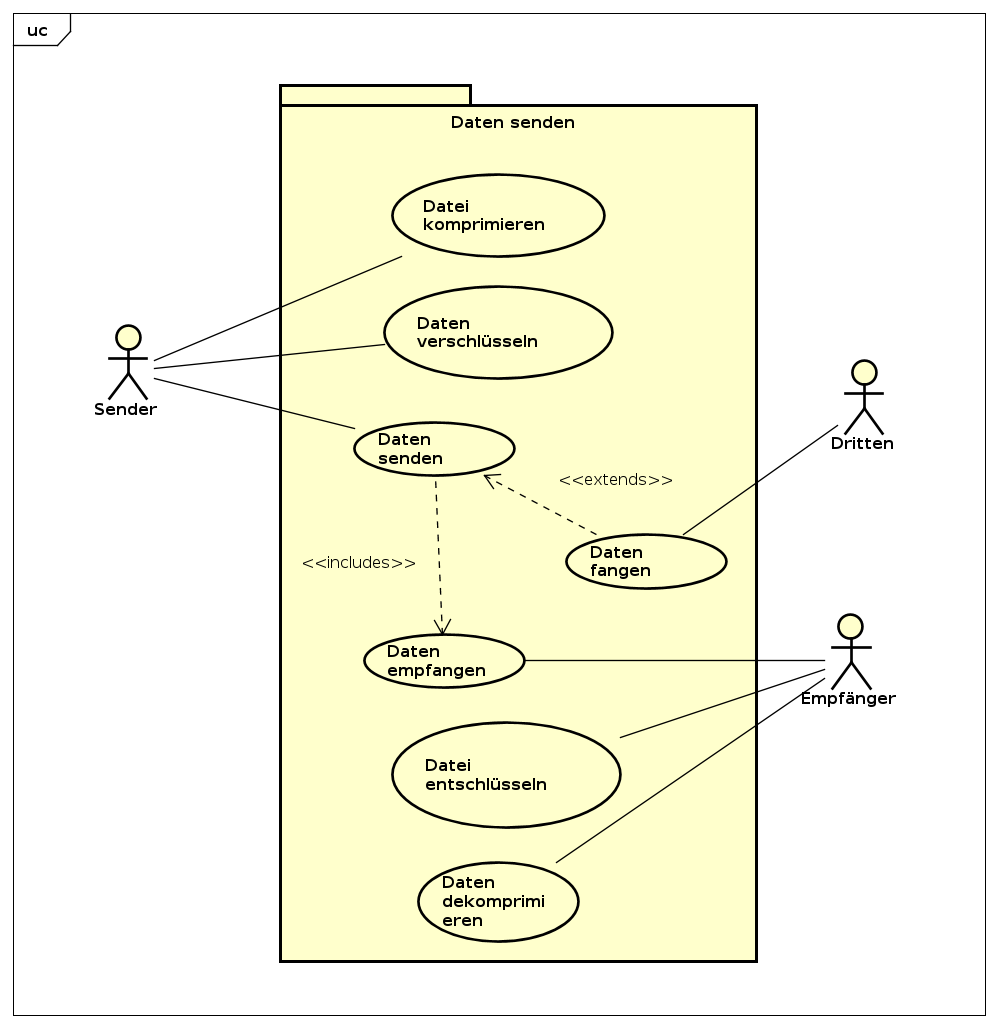 uc
Daten senden
Datei
komprimieren
Daten
verschlüsseln
Sender
Daten
senden
Dritten
<<extends>>
Daten
fangen
<<includes>>
Daten
empfangen
Empfänger
Datei
entschlüsseln
Daten
dekomprimi
eren